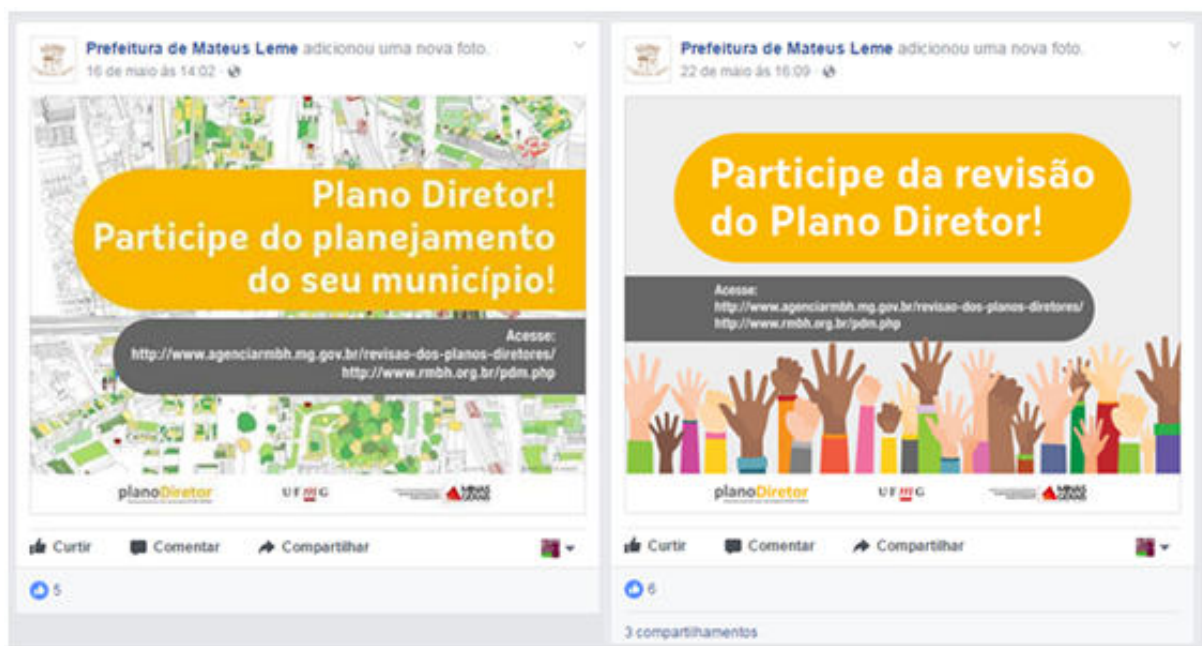 Prefeitura de Mateus Leme adicionou uma nova foto.
16 de maio às 14:02 ·
Plano Diretor!
Participe do planejamento
do seu município!
Acesse:
http://www.agenciarmbh.mg.gov.br/revisao-dos-planos-diretores/
http://www.rmbh.org.br/pdm.php
planoDiretor
UFMG
MINAS
GERAIS
Curtir Comentar Compartilhar
5
Prefeitura de Mateus Leme adicionou uma nova foto.
22 de maio às 16:09 ·
Participe da revisão
do Plano Diretor!
Acesse:
http://www.agenciarmbh.mg.gov.br/revisao-dos-planos-diretores/
http://www.rmbh.org.br/pdm.php
planoDiretor
UFMG
MINAS
GERAIS
Curtir Comentar Compartilhar
6
3 compartilhamentos